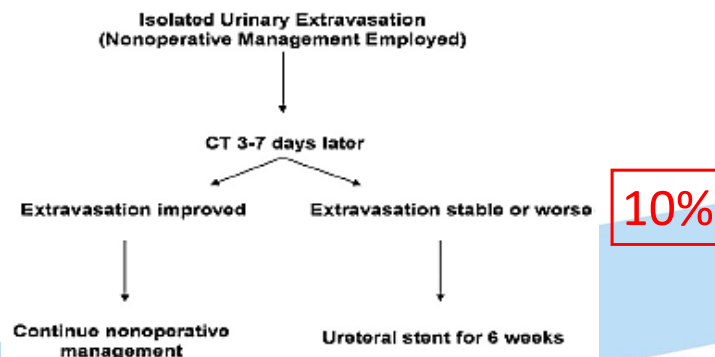 Isolated Urinary Extravasation
(Nonoperative Management Employed)
CT 3-7 days later
Extravasation improved
Extravasation stable or worse
10%
Continue nonoperative
management
Ureteral stent for 6 weeks